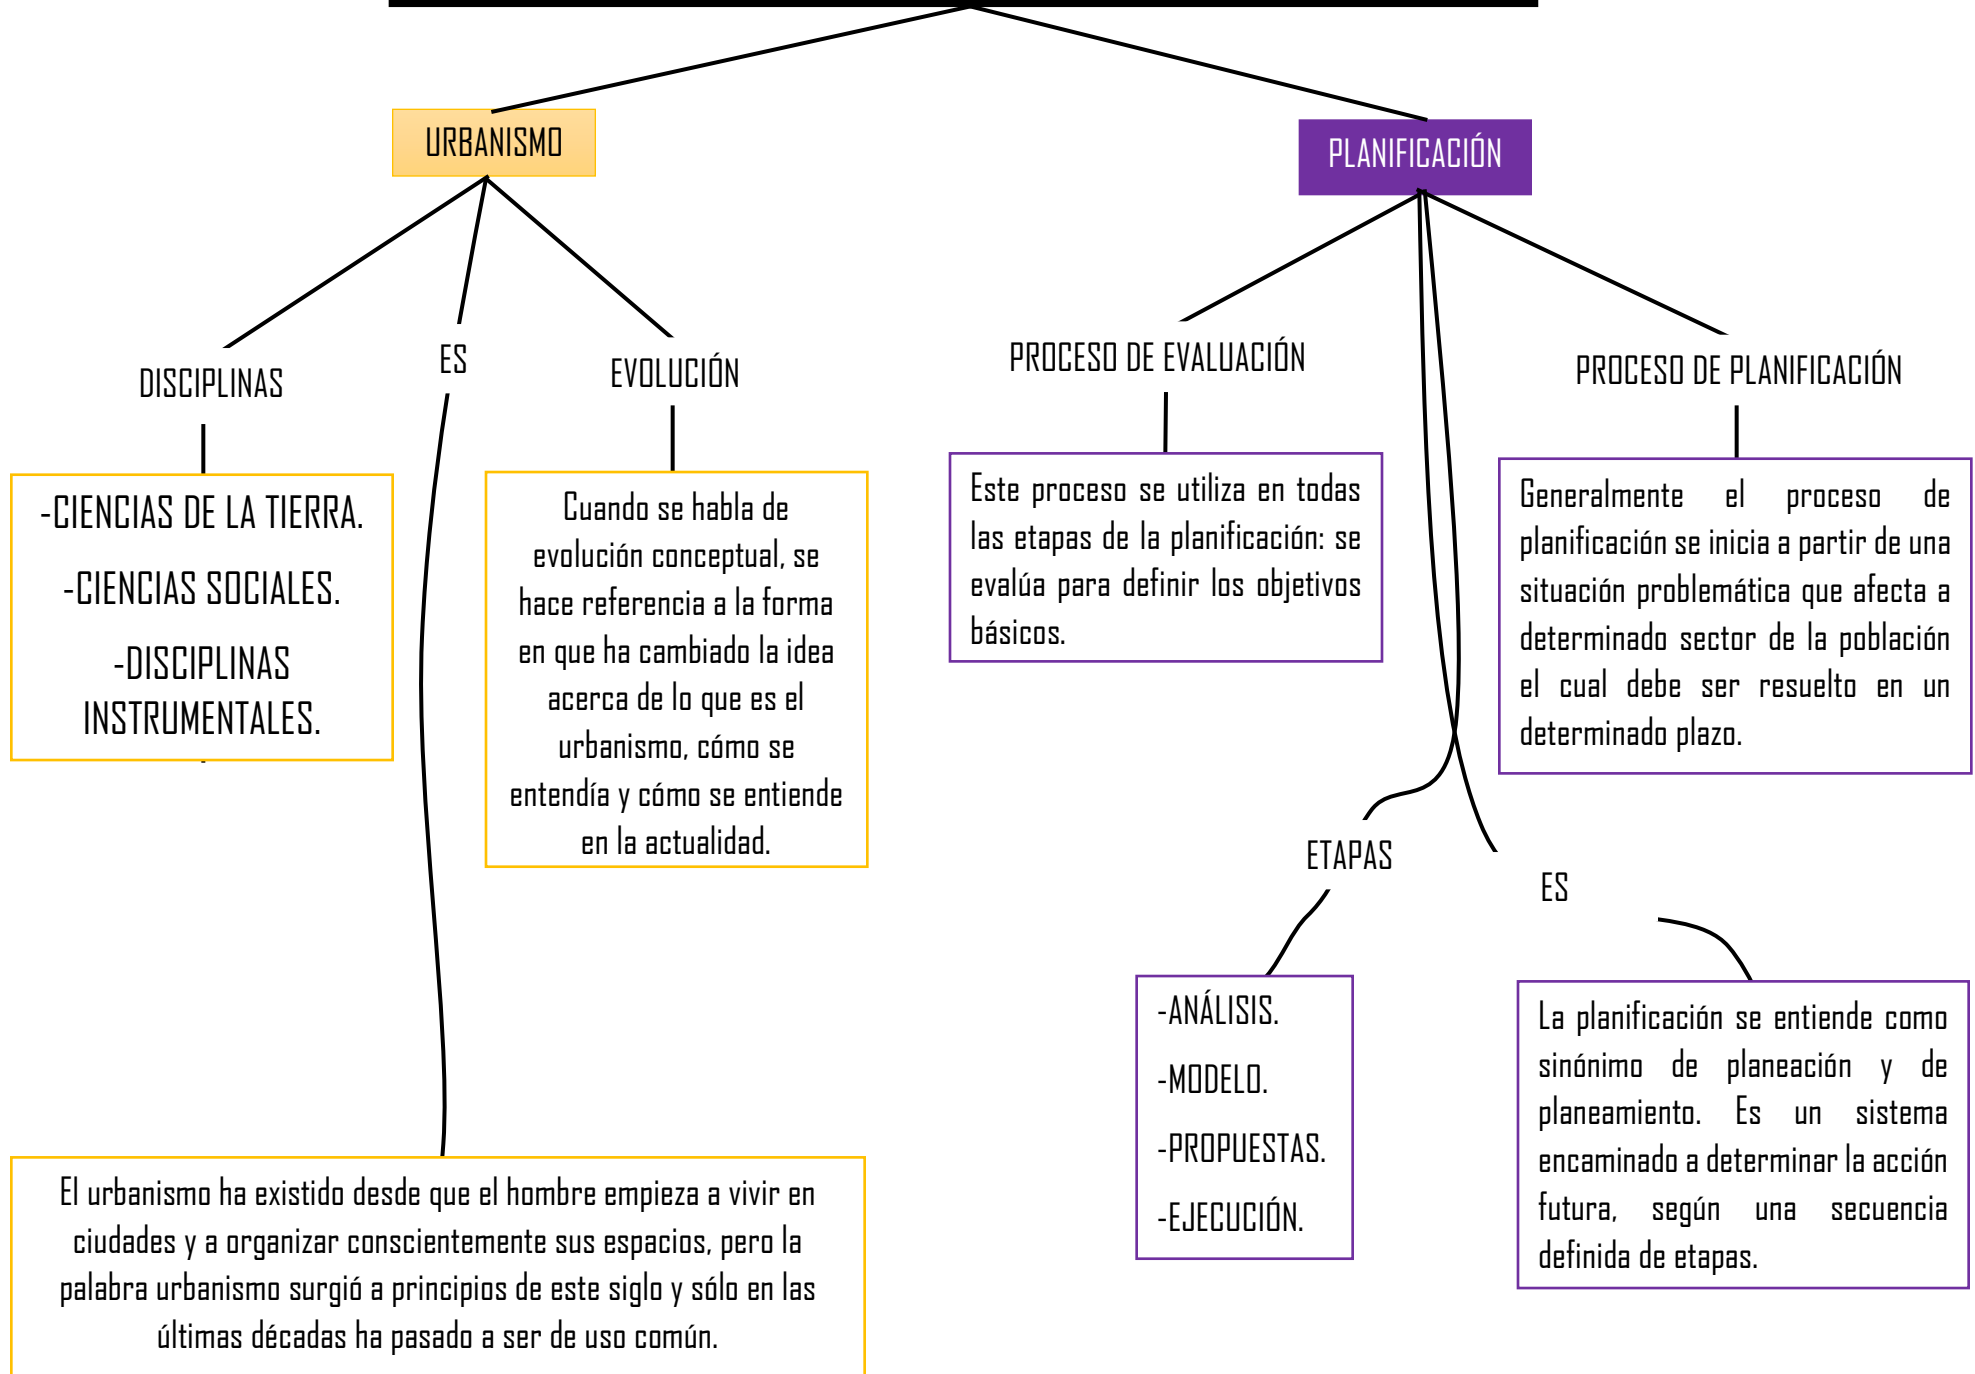 URBANISMO
PLANIFICACIÓN
DISCIPLINAS
ES
EVOLUCIÓN
PROCESO DE EVALUACIÓN
PROCESO DE PLANIFICACIÓN
-CIENCIAS DE LA TIERRA.
-CIENCIAS SOCIALES.
-DISCIPLINAS
INSTRUMENTALES.
Cuando se habla de
evolución conceptual, se
hace referencia a la forma
en que ha cambiado la idea
acerca de lo que es el
urbanismo, cómo se
entendía y cómo se entiende
en la actualidad.
Este proceso se utiliza en todas
las etapas de la planificación: se
evalúa para definir los objetivos
básicos.
Generalmente el proceso de
planificación se inicia a partir de una
situación problemática que afecta a
determinado sector de la población
el cual debe ser resuelto en un
determinado plazo.
ETAPAS
ES
-ANÁLISIS.
-MODELO.
-PROPUESTAS.
-EJECUCIÓN.
La planificación se entiende como
sinónimo de planeación y de
planeamiento. Es un sistema
encaminado a determinar la acción
futura, según una secuencia
definida de etapas.
El urbanismo ha existido desde que el hombre empieza a vivir en
ciudades y a organizar conscientemente sus espacios, pero la
palabra urbanismo surgió a principios de este siglo y sólo en las
últimas décadas ha pasado a ser de uso común.